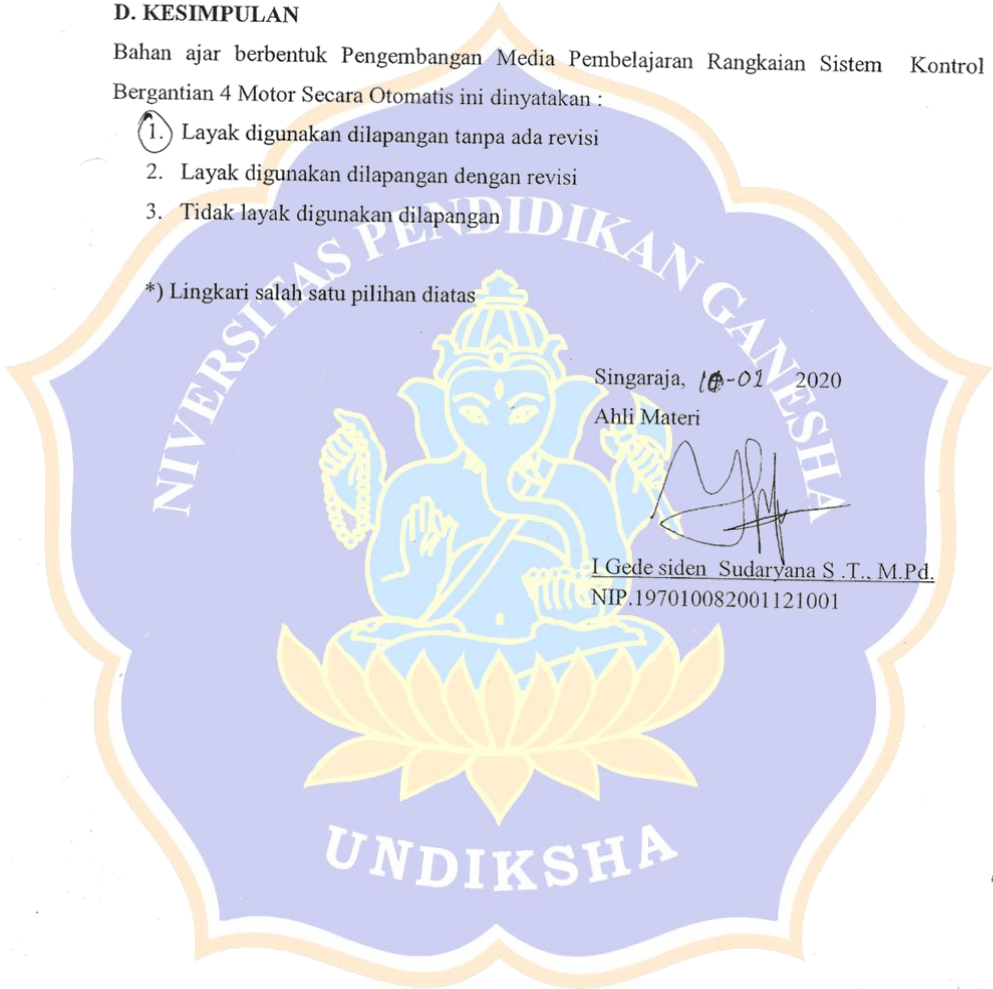 D. KESIMPULAN
Bahan ajar berbentuk Pengembangan Media Pembelajaran Rangkaian Sistem Kontrol
Bergantian 4 Motor Secara Otomatis ini dinyatakan :
1. Layak digunakan dilapangan tanpa ada revisi
2. Layak digunakan dilapangan dengan revisi
3. Tidak layak digunakan dilapangan
*) Lingkari salah satu pilihan diatas
Singaraja, 2020
Ahli Materi
I Gede siden Sudaryana S .T., M.Pd.
NIP.197010082001121001
NIVERSITAS PENDIDIKAN GANESHA
UNDIKSHA